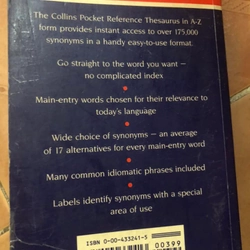 The Collins Pocket Reference Thesaurus in A-Z
form provides instant access to over 175,000
synonyms in a handy easy-to-use format.
Go straight to the word you want –
no complicated index
•
Main-entry words chosen for their relevance to
today's language
•
Wide choice of synonyms – an average
of 17 alternatives for every main-entry word
•
Many common idiomatic phrases included
•
Labels identify synonyms with a special
area of use
ISBN 0-00-433241-5
00399